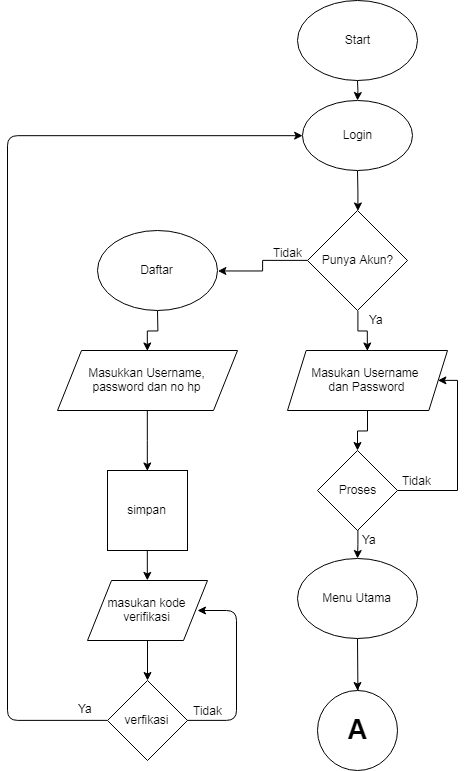 Start
Login
Punya Akun?
Tidak
Daftar
Ya
Masukkan Username,
password dan no hp
Masukan Username
dan Password
Proses
Tidak
simpan
Ya
Menu Utama
masukan kode
verifikasi
verfikasi
Ya
Tidak
A